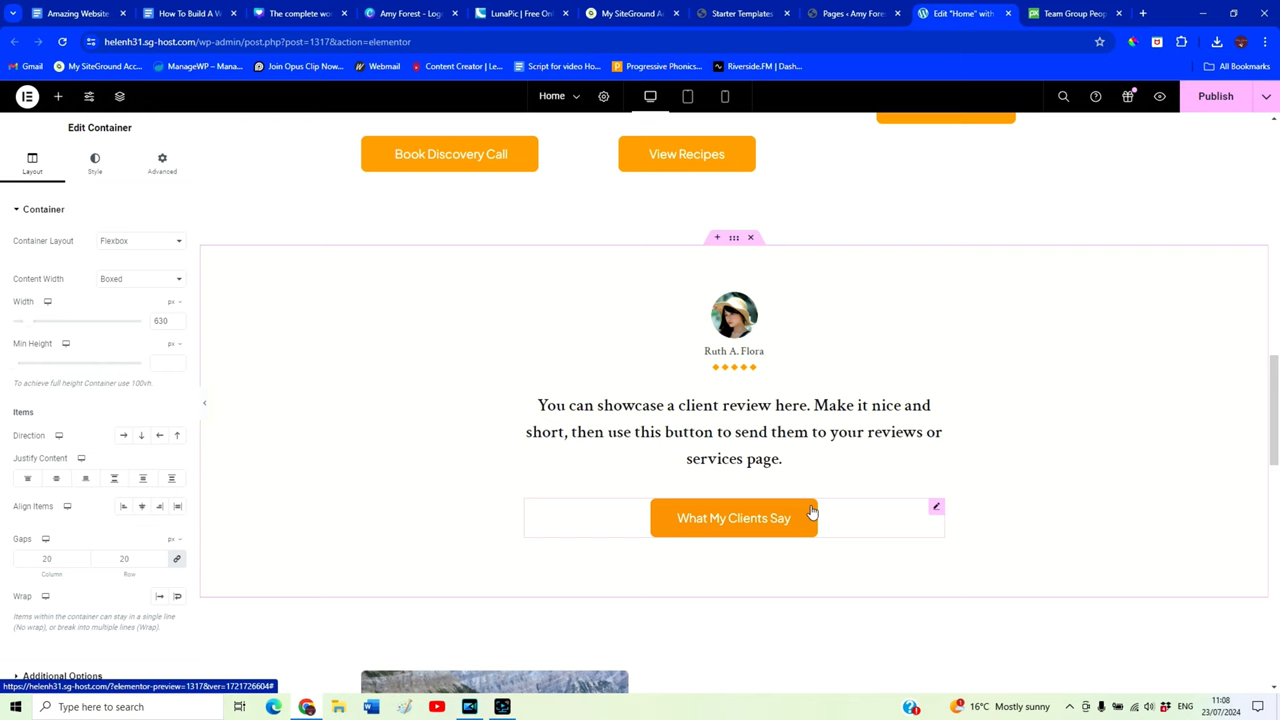 Amazing Website
How To Build A W
The complete wo
Amy Forest - Log
LunaPic | Free Onl
My SiteGround Ac
Starter Templates
Pages ‹ Amy Fore
Edit "Home" with
Team Group Peop
helenh31.sg-host.com/wp-admin/post.php?post=1317&action=elementor
Gmail
My SiteGround Acc...
ManageWP – Mana...
Join Opus Clip Now...
Webmail
Content Creator | Le...
Script for video Ho...
Progressive Phonics...
Riverside.FM | Dash...
All Bookmarks
Home
Publish
Edit Container
Layout
Style
Advanced
Container
Container Layout
Flexbox
Content Width
Boxed
Width
px
630
Min Height
px
To achieve full height Container use 100vh.
Items
Direction
Justify Content
Align Items
Gaps
px
20
20
Column
Row
Wrap
Items within the container can stay in a single line
(No wrap), or break into multiple lines (Wrap).
Additional Options
Book Discovery Call
View Recipes
Ruth A. Flora
You can showcase a client review here. Make it nice and
short, then use this button to send them to your reviews or
services page.
What My Clients Say
https://helenh31.sg-host.com/?elementor-preview=1317&ver=1721726604#
Type here to search
16°C Mostly sunny
ENG
11:08
23/07/2024